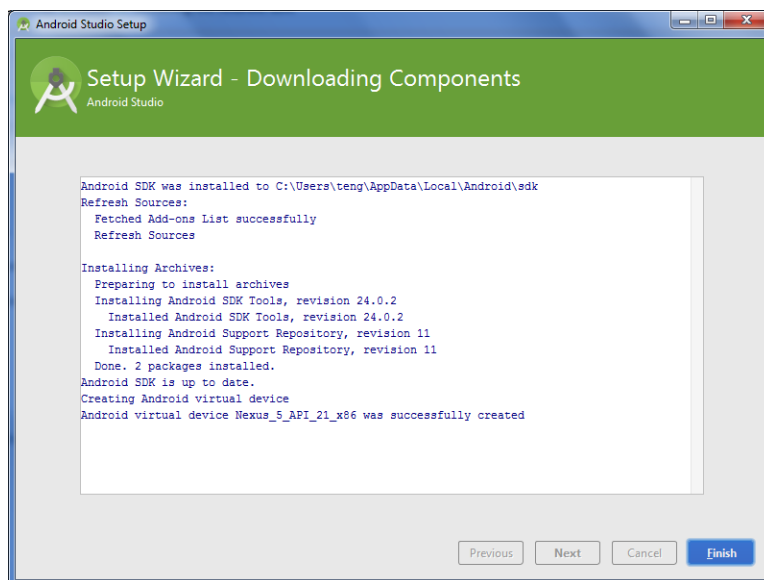 Android Studio Setup
Setup Wizard - Downloading Components
Android Studio
Android SDK was installed to C:\Users\teng\AppData\Local\Android\sdk
Refresh Sources:
Fetched Add-ons List successfully
Refresh Sources
Installing Archives:
Preparing to install archives
Installing Android SDK Tools, revision 24.0.2
Installed Android SDK Tools, revision 24.0.2
Installing Android Support Repository, revision 11
Installed Android Support Repository, revision 11
Done. 2 packages installed.
Android SDK is up to date.
Creating Android virtual device
Android virtual device Nexus_5_API_21_x86 was successfully created
Previous Next Cancel Finish